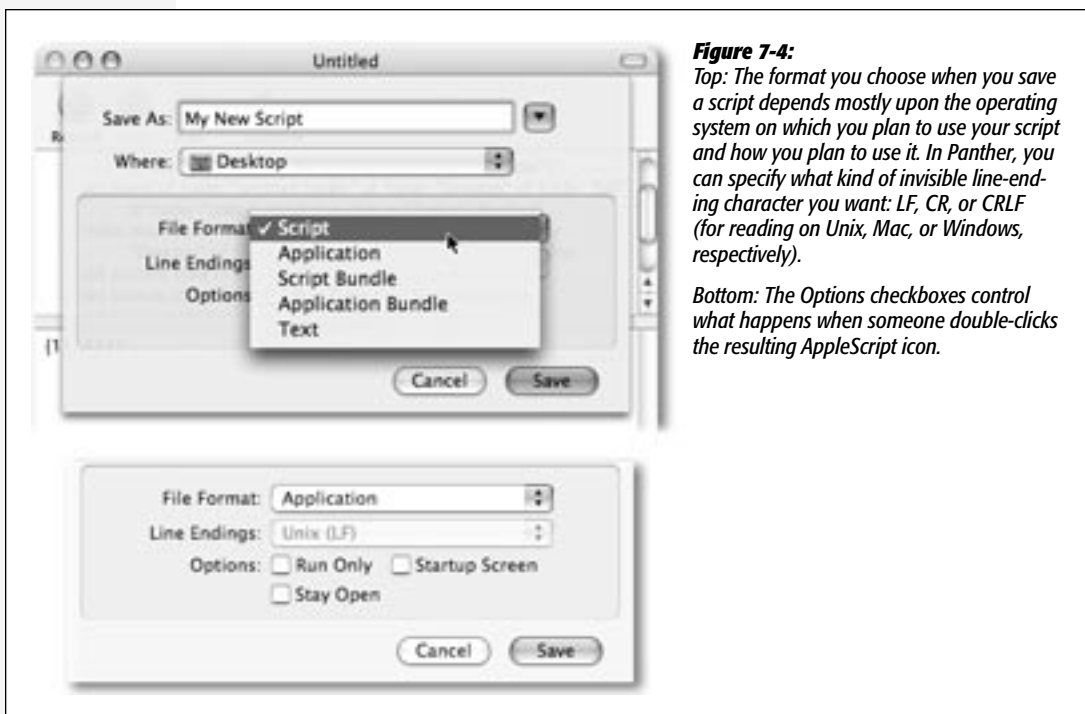 Untitled
Save As: My New Script
Where: Desktop
File Format
✓ Script
Application
Script Bundle
Application Bundle
Text
Line Endings
Options
{1
Cancel Save
File Format: Application
Line Endings: Unix (LF)
Options: Run Only Startup Screen
Stay Open
Cancel Save
Figure 7-4:
Top: The format you choose when you save
a script depends mostly upon the operating
system on which you plan to use your script
and how you plan to use it. In Panther, you
can specify what kind of invisible line-end-
ing character you want: LF, CR, or CRLF
(for reading on Unix, Mac, or Windows,
respectively).
Bottom: The Options checkboxes control
what happens when someone double-clicks
the resulting AppleScript icon.